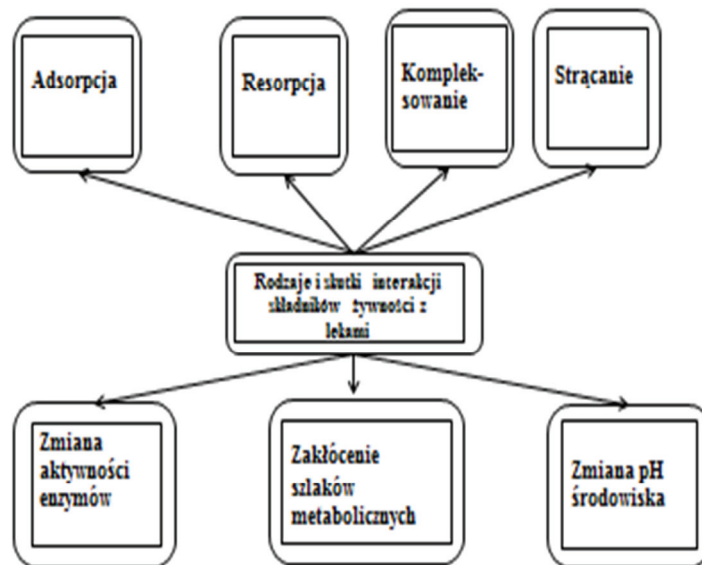 Adsorpcja
Resorpcja
Komplek-
sowanie
Strącanie
Rodzaje i skutki interakcji
składników żywności z
lekami
Zmiana
aktywności
enzymów
Zakłócenie
szlaków
metabolicznych
Zmiana pH
środowiska